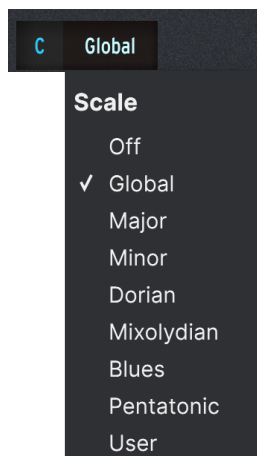 C Global
Scale
Off
✓ Global
Major
Minor
Dorian
Mixolydian
Blues
Pentatonic
User